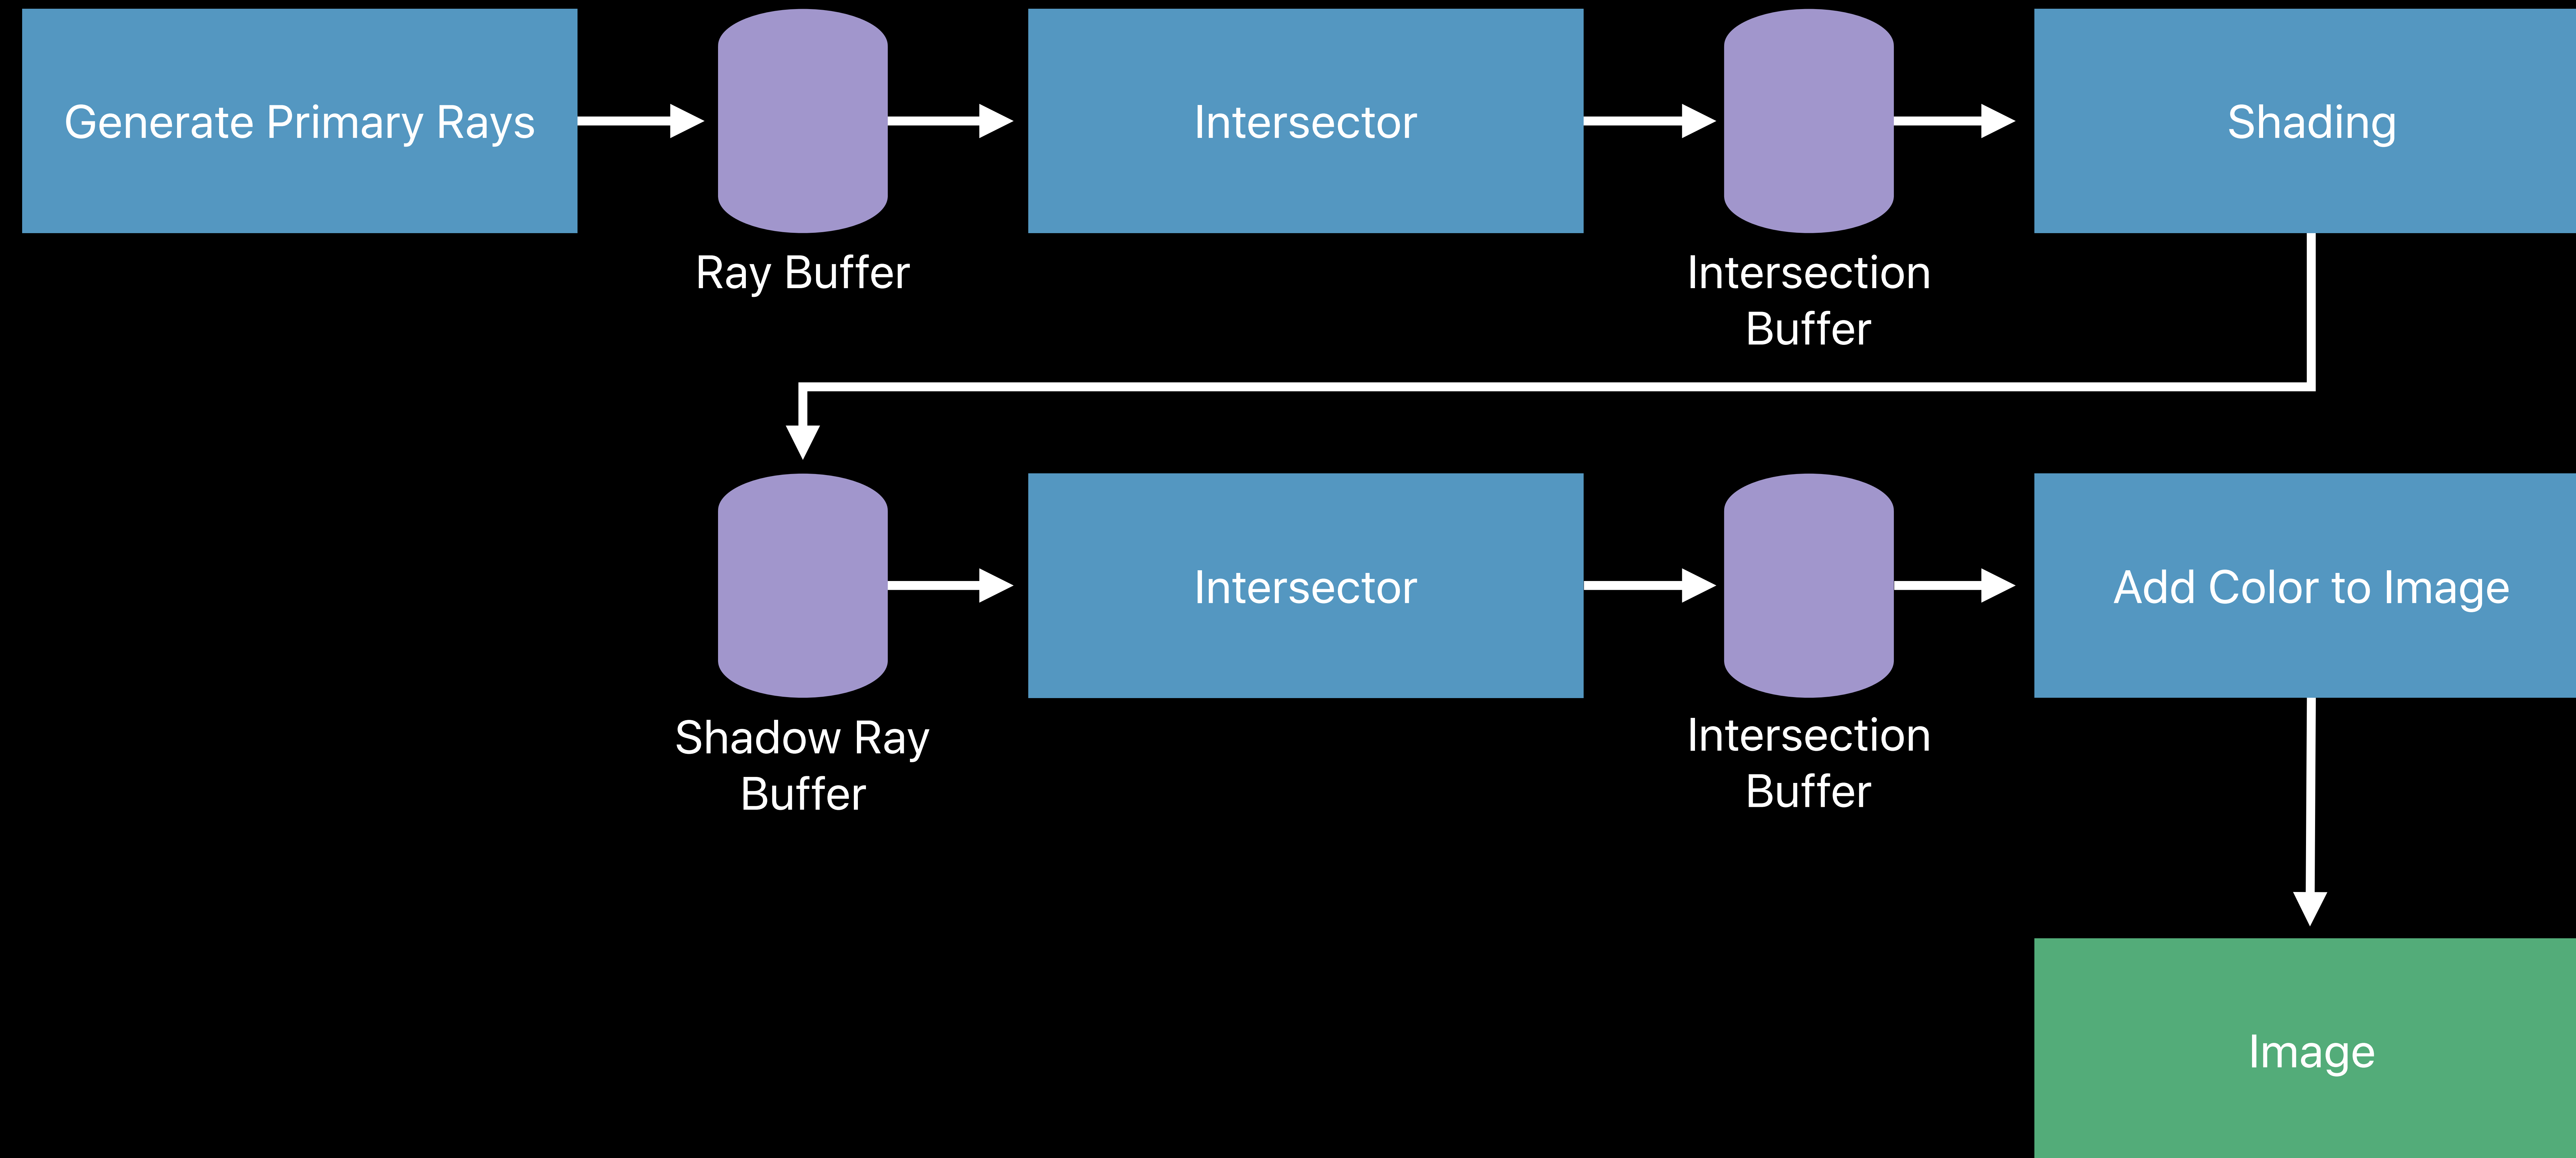 Generate Primary Rays
Intersector
Shading
Ray Buffer
Intersection
Buffer
Intersector
Add Color to Image
Shadow Ray
Buffer
Intersection
Buffer
Image